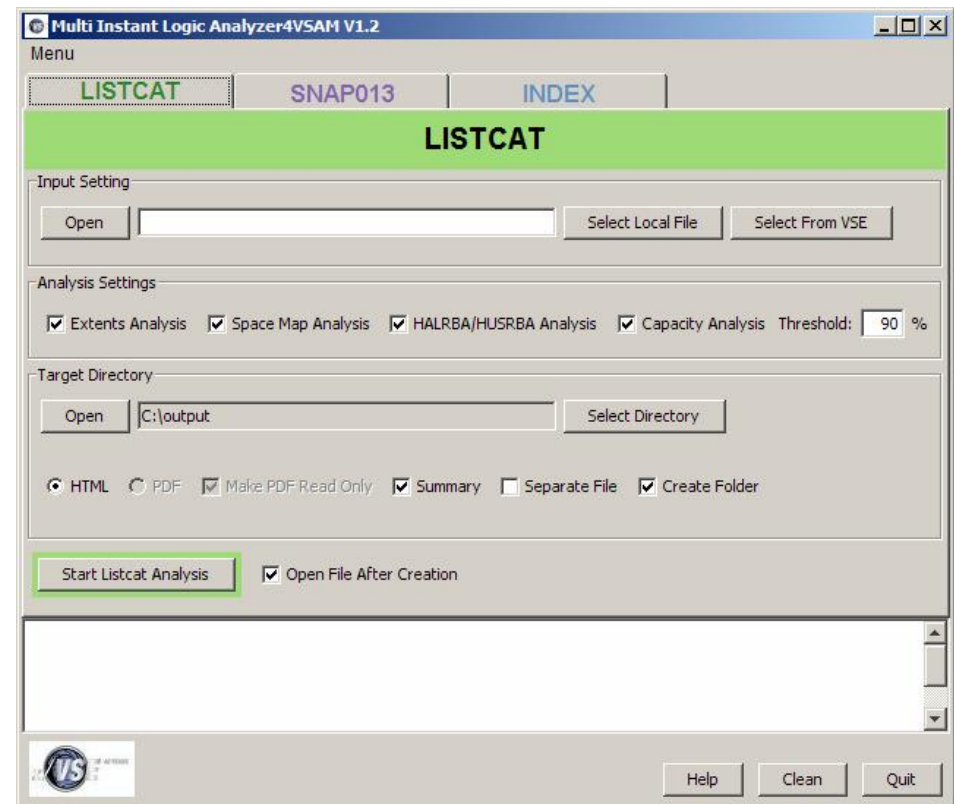 Multi Instant Logic Analyzer4VSAM V1.2
Menu
LISTCAT SNAP013 INDEX
LISTCAT
Input Setting
Open Select Local File Select From VSE
Analysis Settings
Extents Analysis Space Map Analysis HALRBA/HUSRBA Analysis Capacity Analysis Threshold: 90 %
Target Directory
Open C:\output Select Directory
HTML PDF Make PDF Read Only Summary Separate File Create Folder
Start Listcat Analysis Open File After Creation
VS
Help Clean Quit